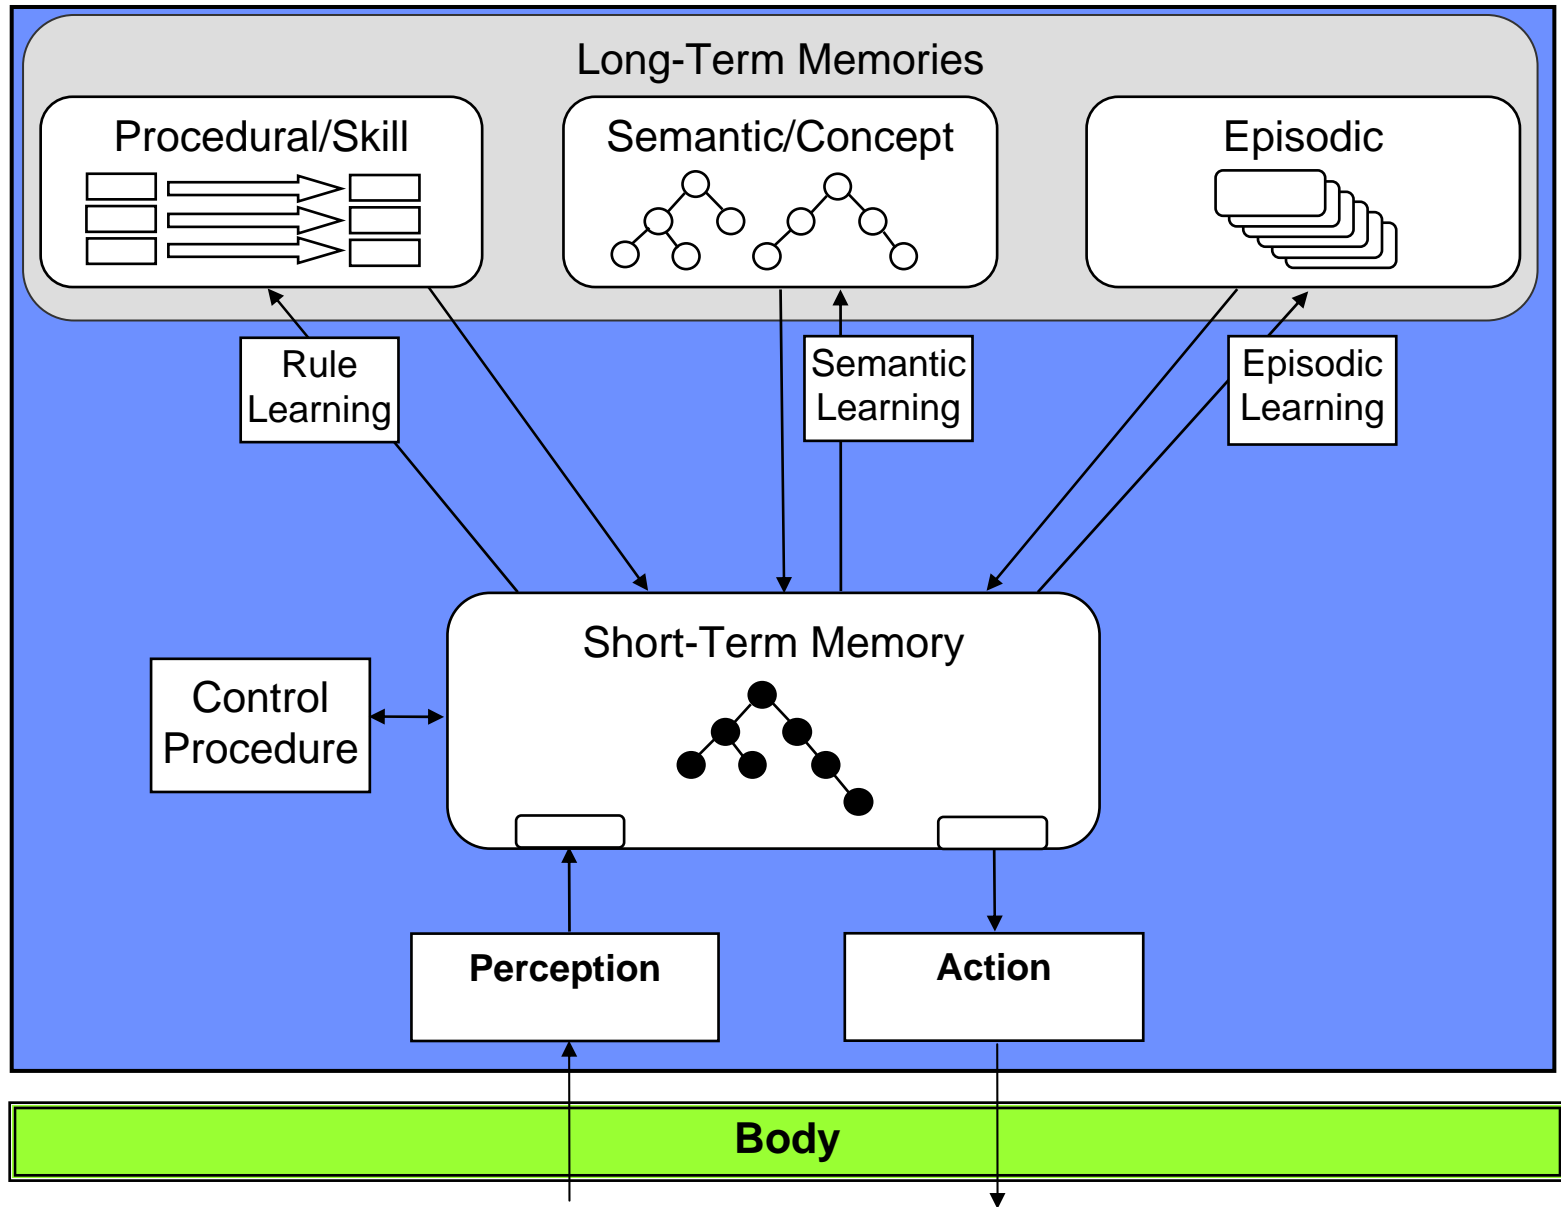 Long-Term Memories
Procedural/Skill
Semantic/Concept
Episodic
Rule
Learning
Semantic
Learning
Episodic
Learning
Short-Term Memory
Control
Procedure
Perception
Action
Body